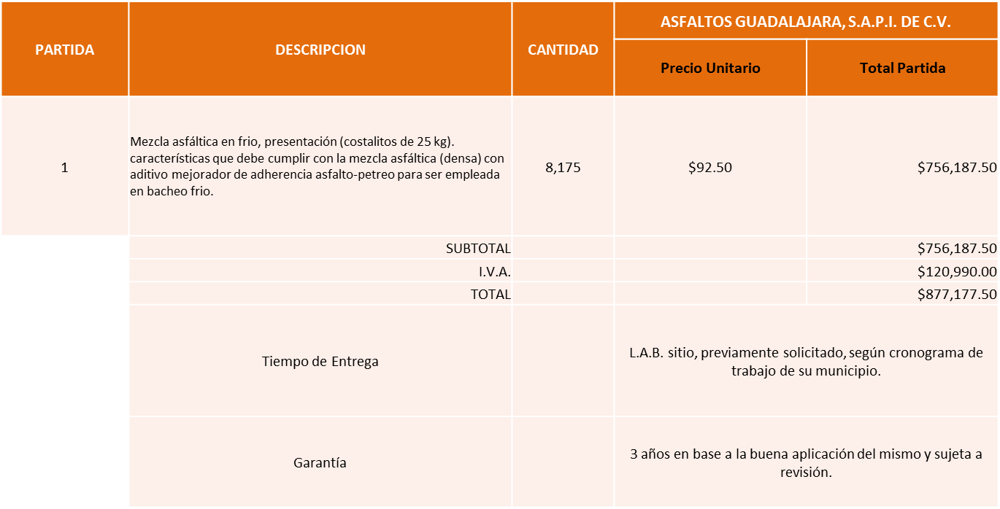 PARTIDA
DESCRIPCION
CANTIDAD
ASFALTOS GUADALAJARA, S.A.P.I. DE C.V.
Precio Unitario
Total Partida
1
Mezcla asfáltica en frio, presentación (costalitos de 25 kg).
características que debe cumplir con la mezcla asfáltica (densa) con
aditivo mejorador de adherencia asfalto-petreo para ser empleada
en bacheo frio.
8,175
$92.50
$756,187.50
SUBTOTAL
$756,187.50
I.V.A.
$120,990.00
TOTAL
$877,177.50
Tiempo de Entrega
L.A.B. sitio, previamente solicitado, según cronograma de
trabajo de su municipio.
Garantía
3 años en base a la buena aplicación del mismo y sujeta a
revisión.